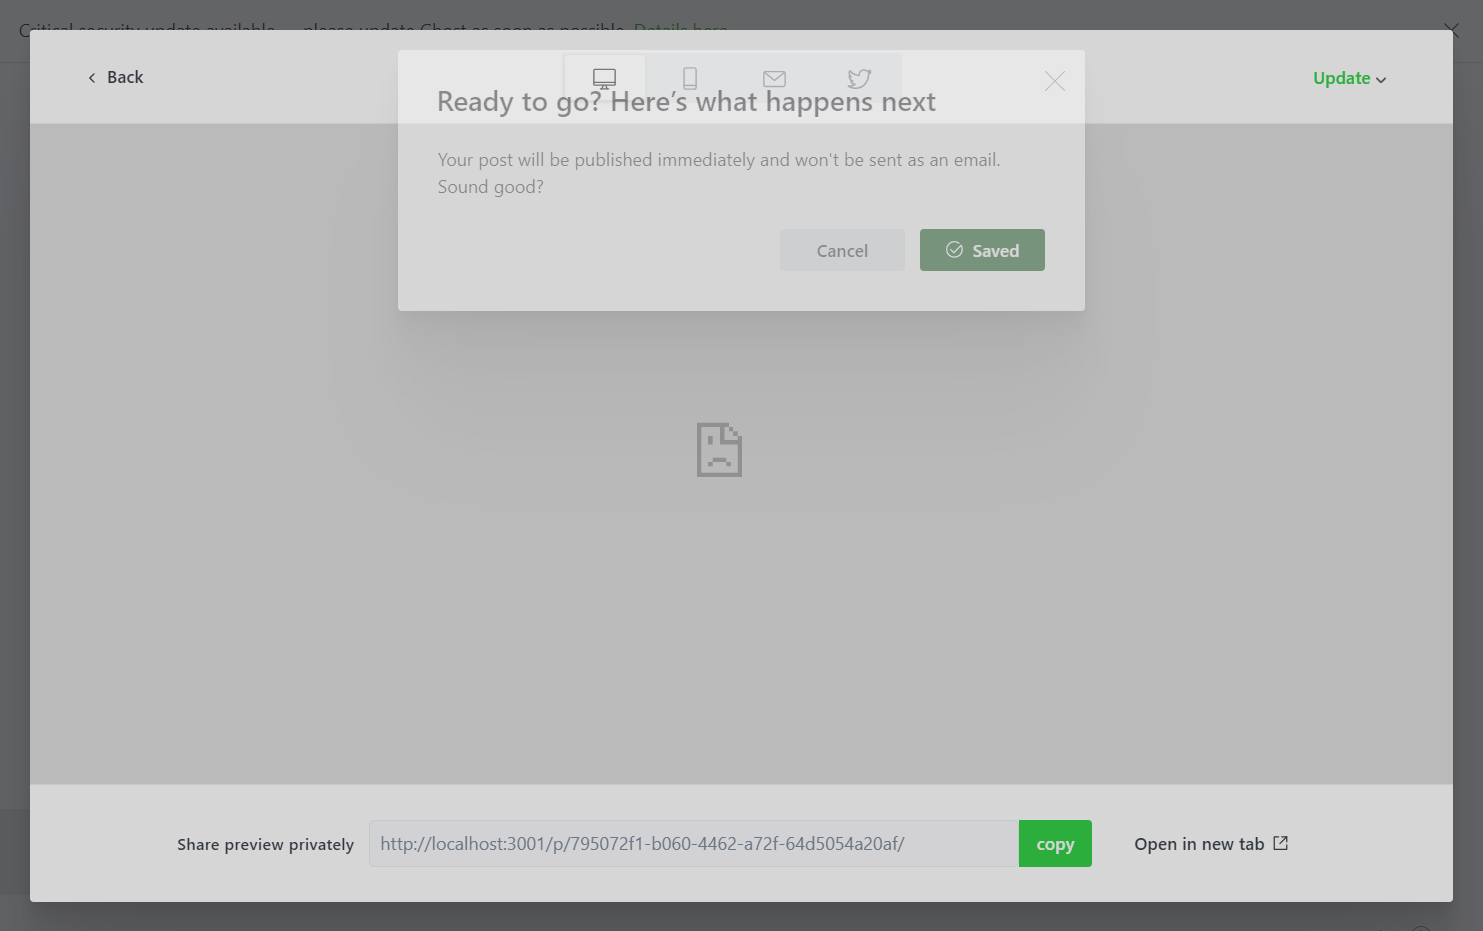 Critical security update available — please update Ghost as soon as possible. Details here
Back
Update
Ready to go? Here’s what happens next
Your post will be published immediately and won't be sent as an email.
Sound good?
Cancel
Saved
Share preview privately
http://localhost:3001/p/795072f1-b060-4462-a72f-64d5054a20af/
copy
Open in new tab